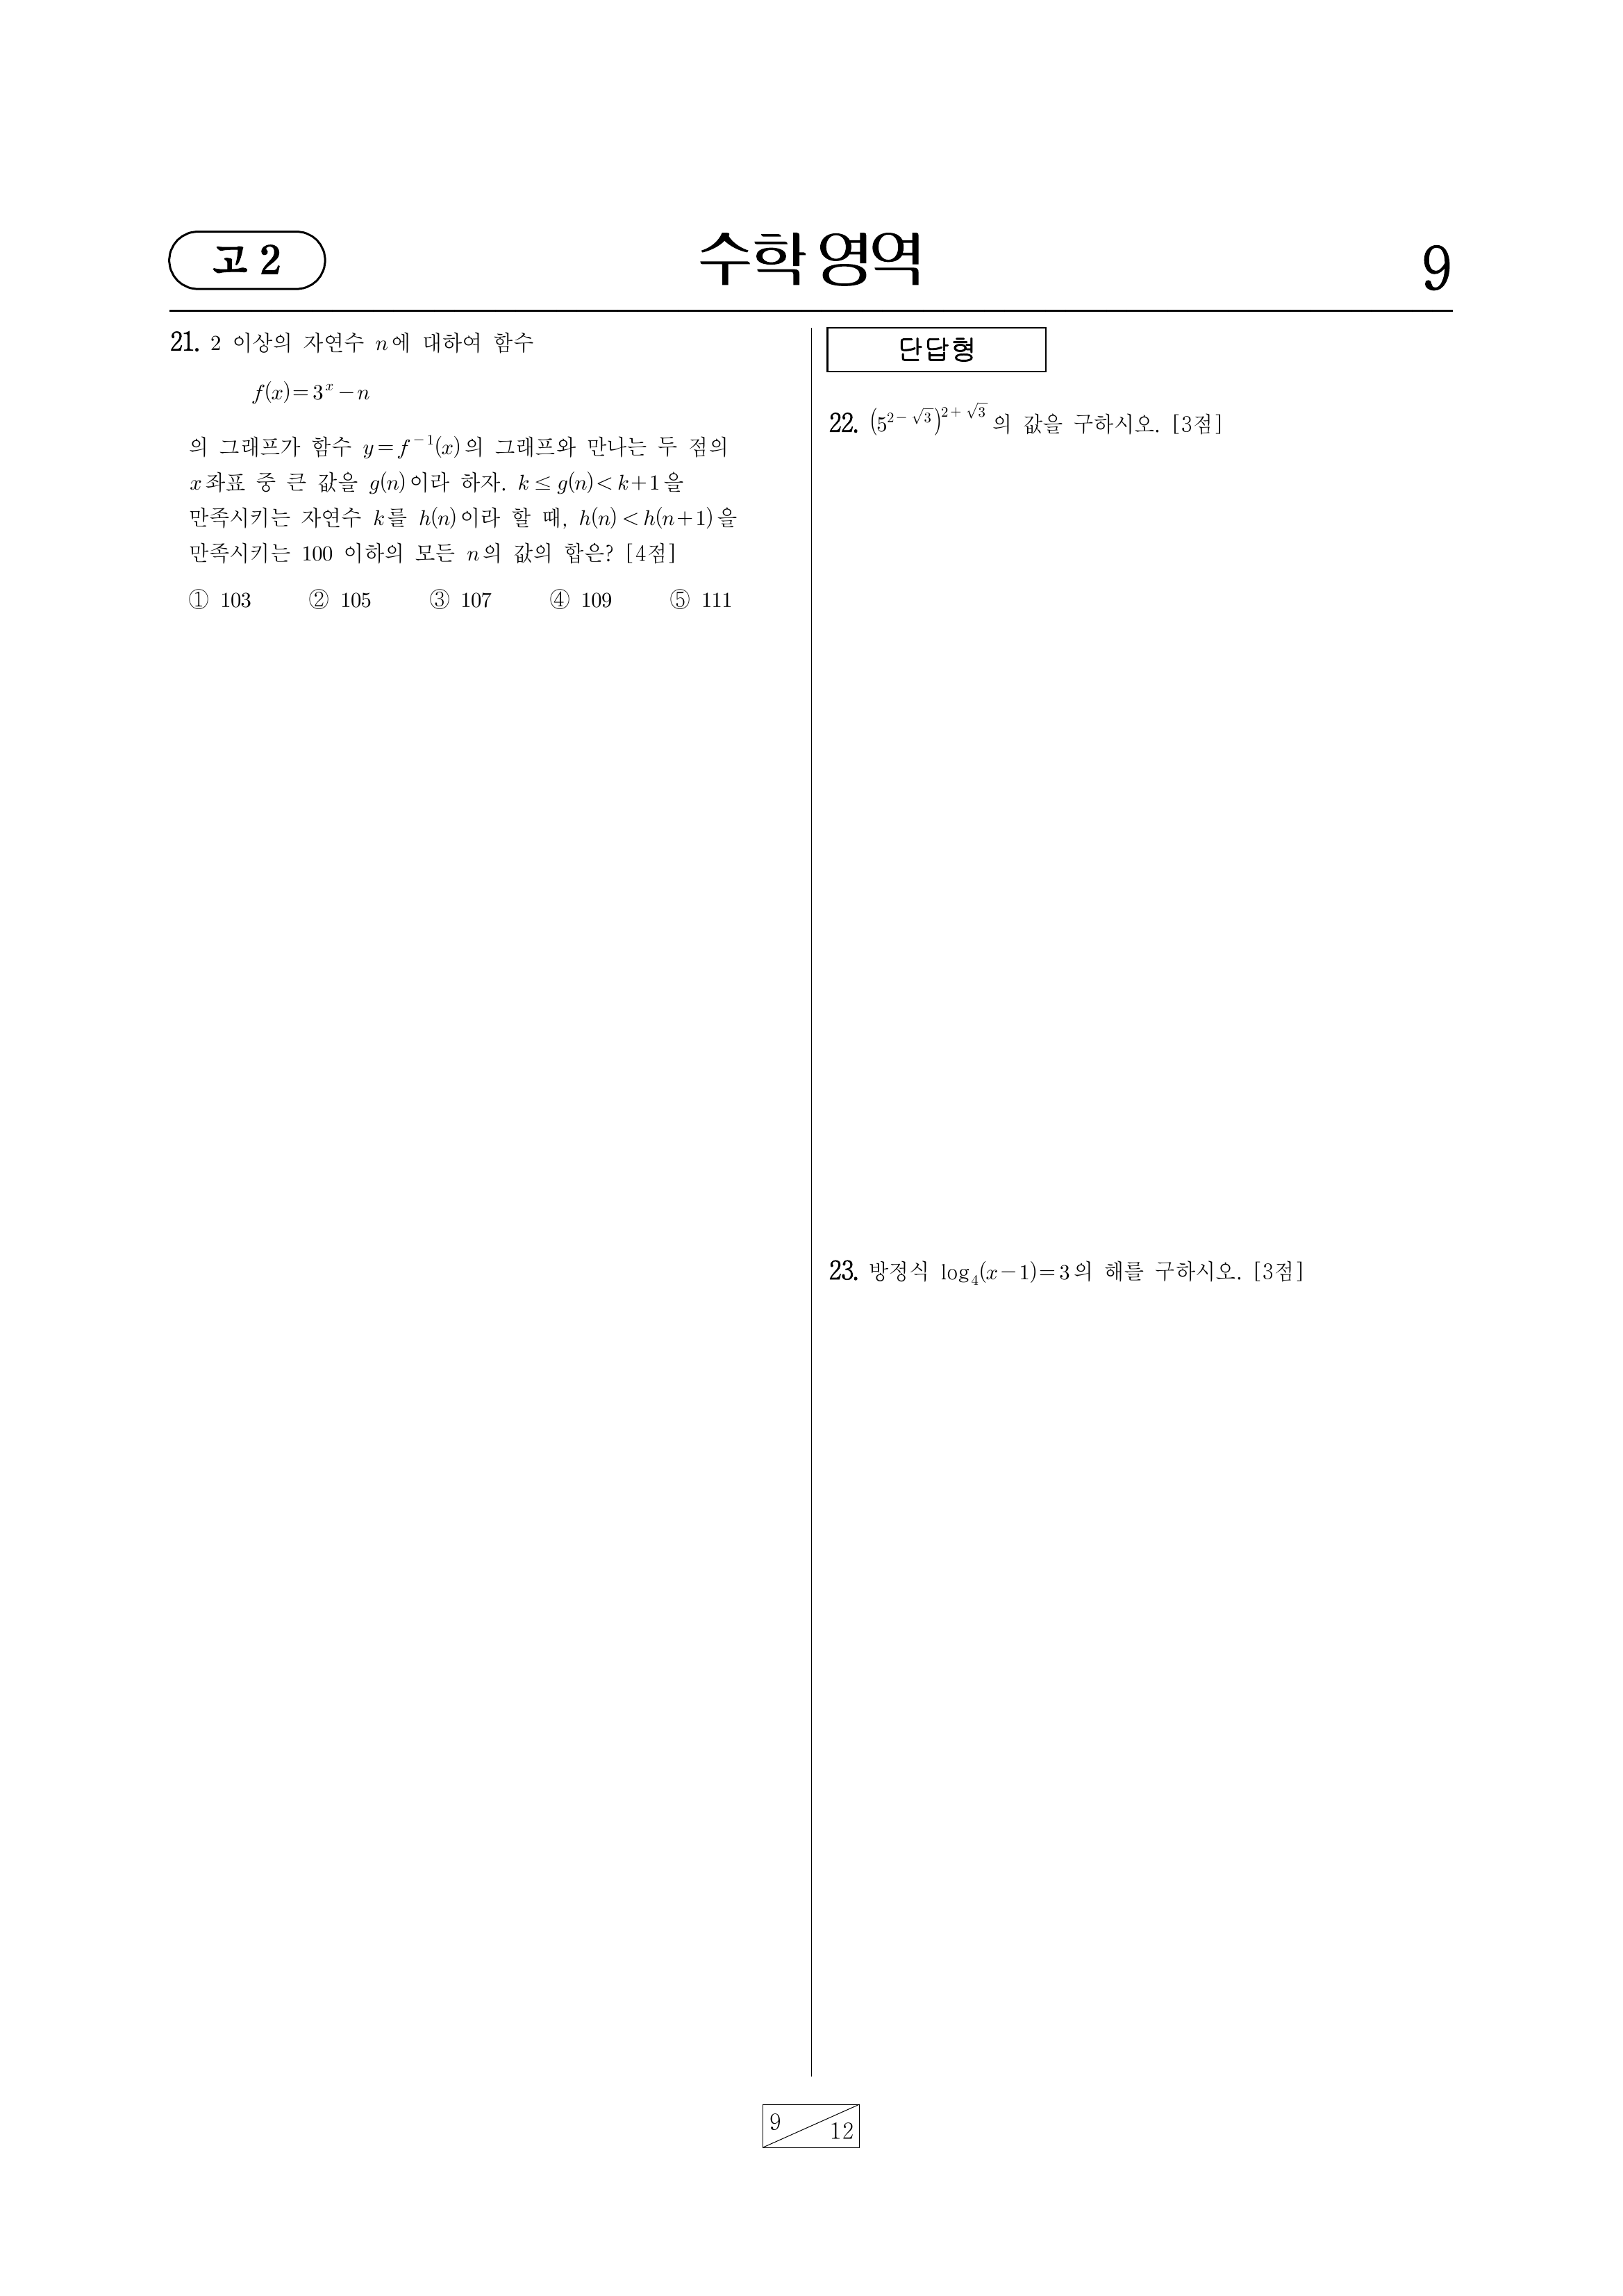 고 2
수학 영역
9
21. 2 이상의 자연수 n에 대하여 함수
f(x)=3^x-n
의 그래프가 함수 y=f^{-1}(x)의 그래프와 만나는 두 점의
x좌표 중 큰 값을 g(n)이라 하자. k≤g(n)<k+1을
만족시키는 자연수 k를 h(n)이라 할 때, h(n)<h(n+1)을
만족시키는 100 이하의 모든 n의 값의 합은? [4점]
① 103 ② 105 ③ 107 ④ 109 ⑤ 111
단답형
22. (5^{2-√3})^{2+√3}의 값을 구하시오. [3점]
23. 방정식 log_4(x-1)=3의 해를 구하시오. [3점]
9 12